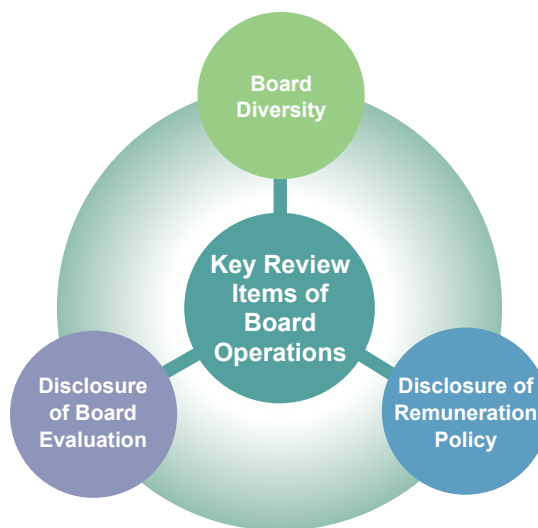 Board
Diversity
Key Review
Items of
Board
Operations
Disclosure
of Board
Evaluation
Disclosure of
Remuneration
Policy